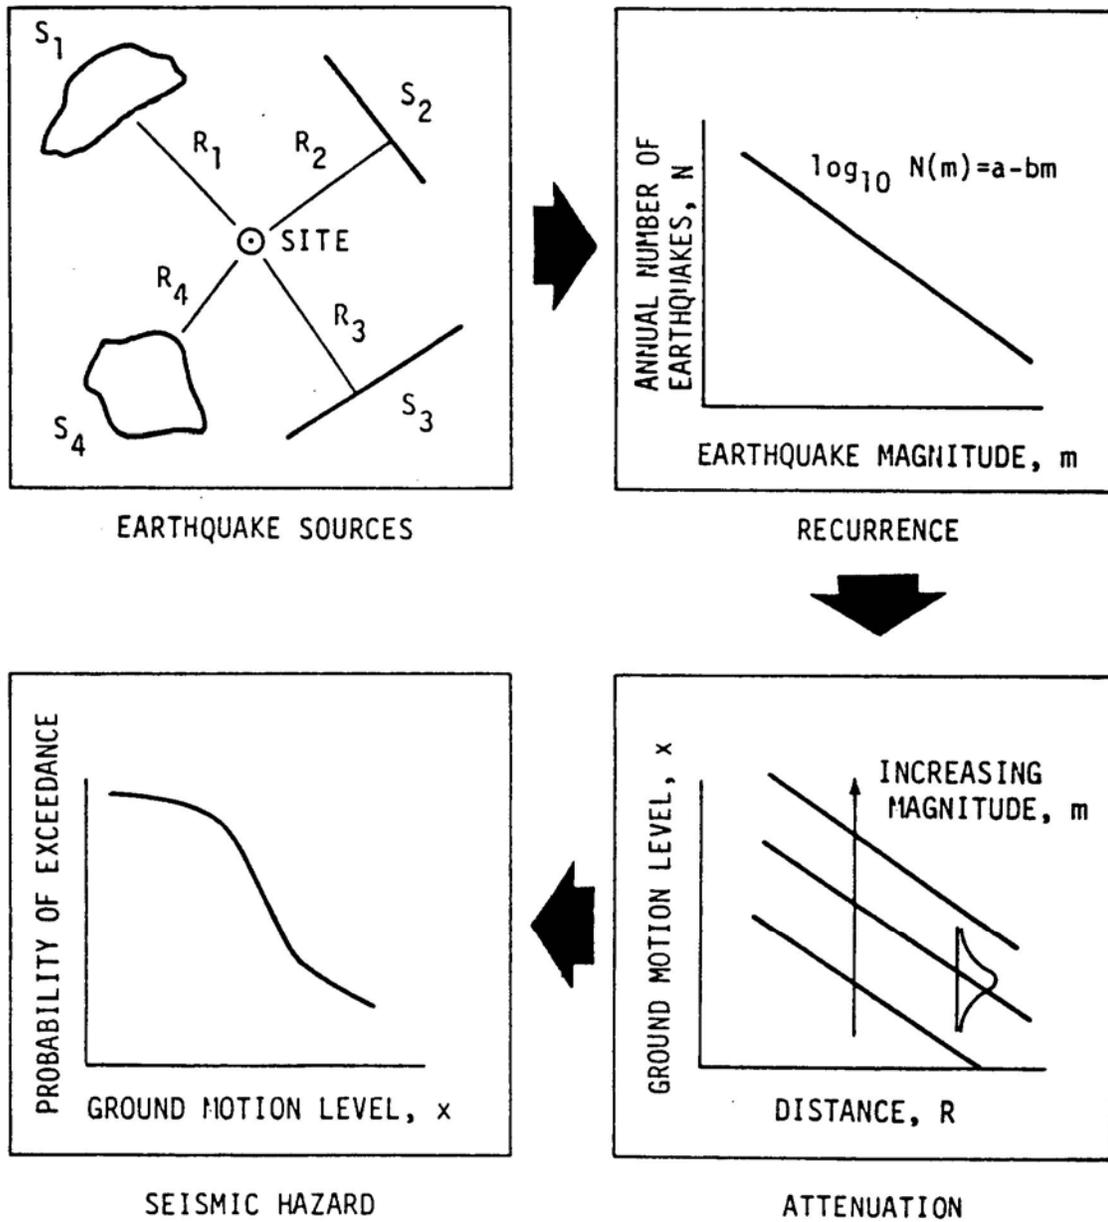 S1
S2
R1
R2
SITE
R4
R3
S3
S4
EARTHQUAKE SOURCES
ANNUAL NUMBER OF
EARTHQUAKES, N
log10 N(m)=a-bm
EARTHQUAKE MAGNITUDE, m
RECURRENCE
PROBABILITY OF EXCEEDANCE
GROUND MOTION LEVEL, x
SEISMIC HAZARD
GROUND MOTION LEVEL, x
INCREASING
MAGNITUDE, m
DISTANCE, R
ATTENUATION